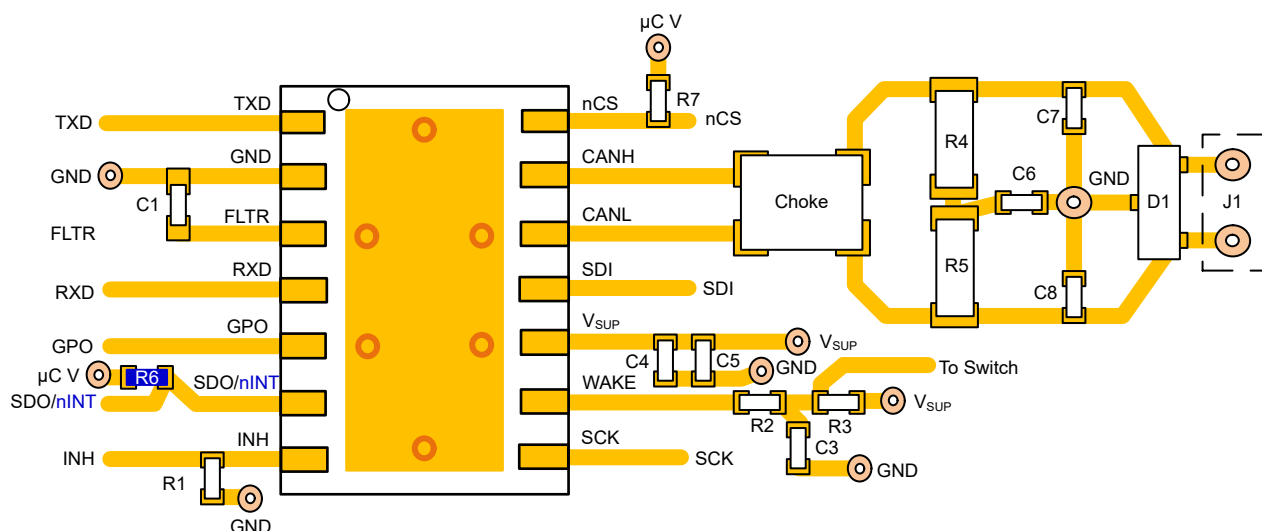 µC V
TXD
TXD
nCS
R7
nCS
C7
GND
GND
CANH
R4
C6
GND
C1
Choke
D1
J1
FLTR
FLTR
CANL
R5
RXD
RXD
SDI
SDI
C8
GPO
GPO
VSUP
VSUP
C4
C5
GND
µC V
R6
SDO/nINT
SDO/nINT
WAKE
To Switch
R2
R3
VSUP
INH
INH
SCK
SCK
C3
GND
R1
GND